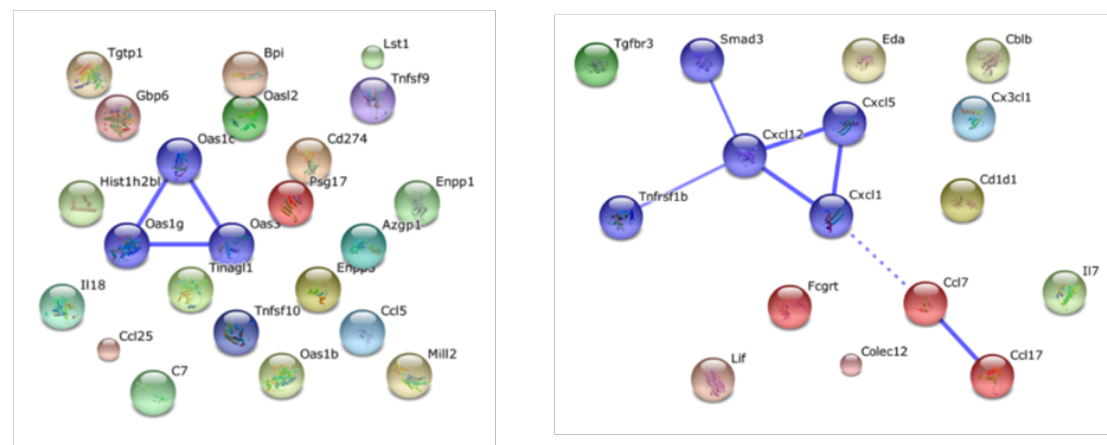 Tgtp1
Bpi
Lst1
Gbp6
Oasl2
Tnfsf9
Oas1c
Cd274
Hist1h2bl
Psg17
Enpp1
Oas1g
Oas3
Azgp1
Tinagl1
Enpp3
Il18
Tnfsf10
Ccl5
Ccl25
Oas1b
Mill2
C7
Tgfbr3
Smad3
Eda
Cblb
Cxcl5
Cx3cl1
Cxcl12
Tnfrsf1b
Cxcl1
Cd1d1
Fcgrt
Ccl7
Il7
Lif
Colec12
Ccl17